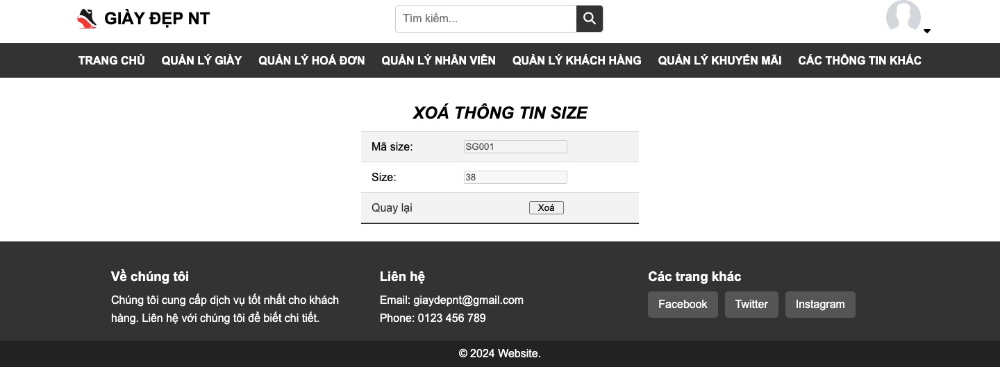 GIÀY ĐẸP NT
Tìm kiếm...
TRANG CHỦ QUẢN LÝ GIÀY QUẢN LÝ HOÁ ĐƠN QUẢN LÝ NHÂN VIÊN QUẢN LÝ KHÁCH HÀNG QUẢN LÝ KHUYẾN MÃI CÁC THÔNG TIN KHÁC
XOÁ THÔNG TIN SIZE
Mã size: SG001
Size: 38
Quay lại Xoá
Về chúng tôi Liên hệ Các trang khác
Chúng tôi cung cấp dịch vụ tốt nhất cho khách Email: giaydepnt@gmail.com Facebook Twitter Instagram
hàng. Liên hệ với chúng tôi để biết chi tiết. Phone: 0123 456 789
© 2024 Website.